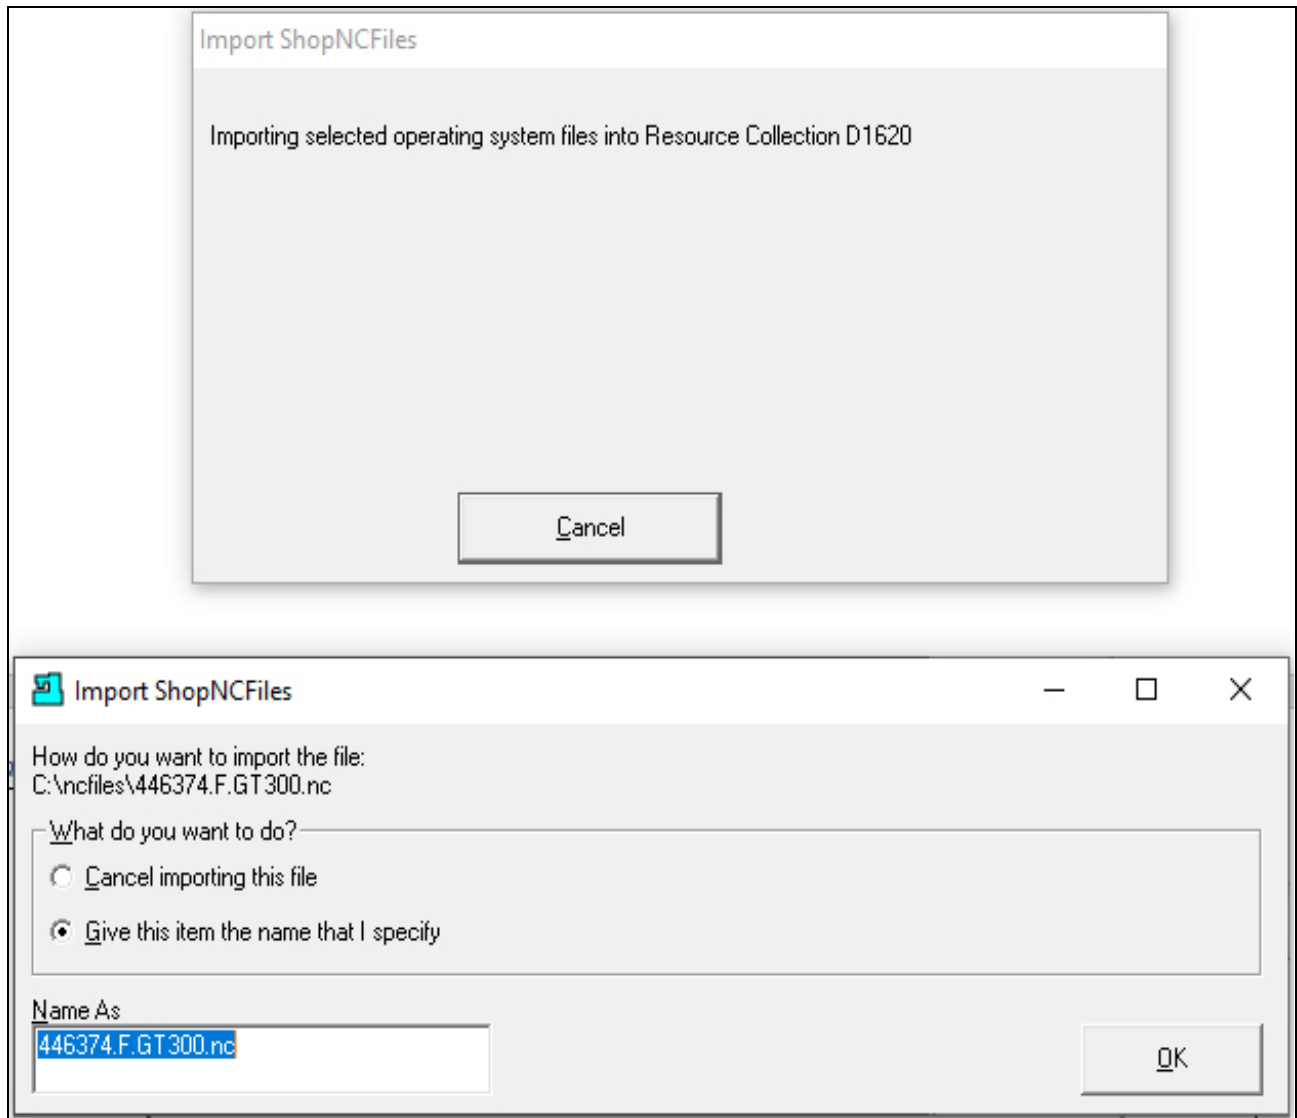 Import ShopNCFiles
Importing selected operating system files into Resource Collection D1620
Cancel
Import ShopNCFiles
How do you want to import the file:
C:\ncfiles\446374.F.GT300.nc
What do you want to do?
Cancel importing this file
Give this item the name that I specify
Name As
446374.F.GT300.nc
OK